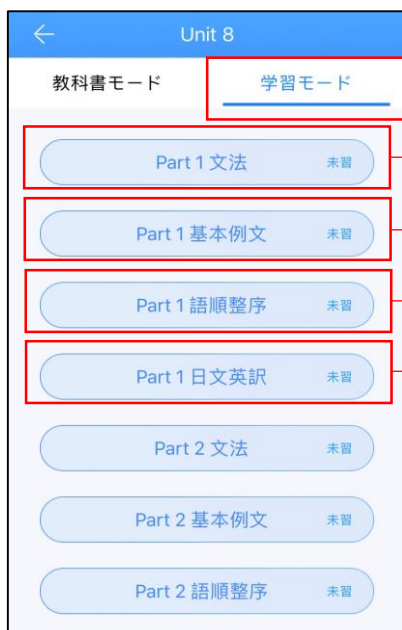 Unit 8
教科書モード 学習モード
Part 1 文法 未習
Part 1 基本例文 未習
Part 1 語順整序 未習
Part 1 日文英訳 未習
Part 2 文法 未習
Part 2 基本例文 未習
Part 2 語順整序 未習